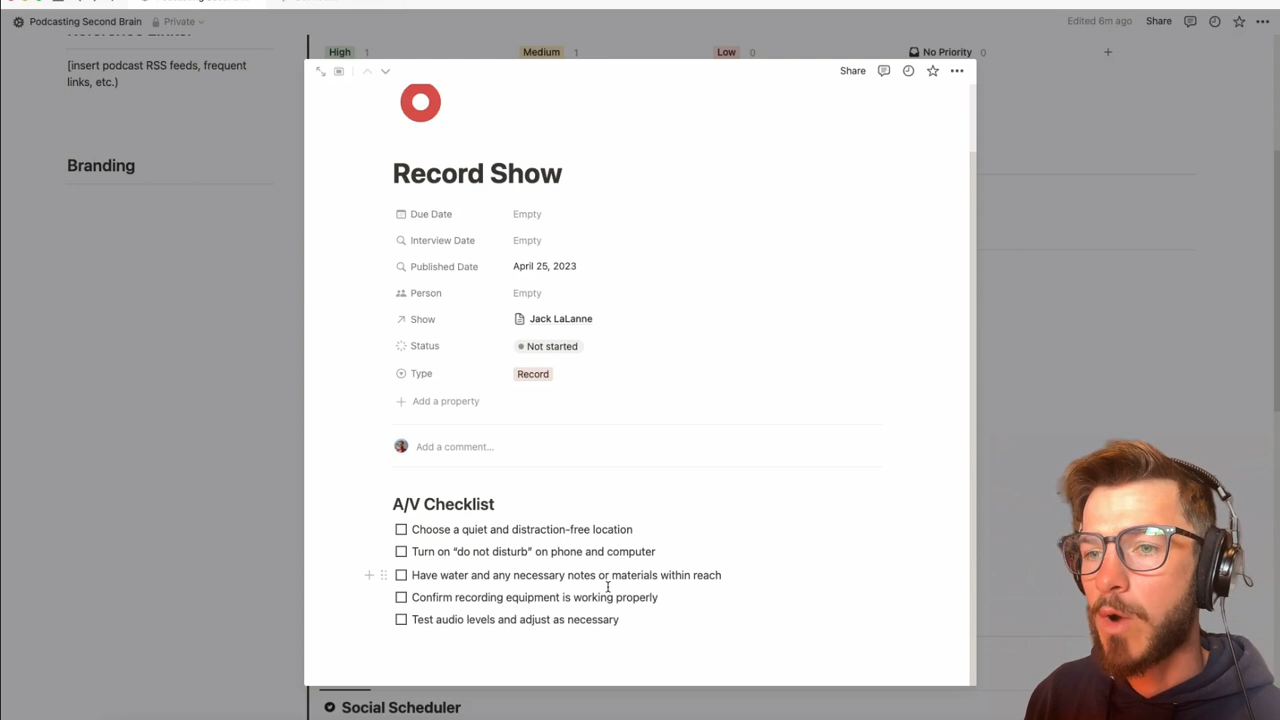 Podcasting Second Brain
Private
Edited 6m ago
Share
[insert podcast RSS feeds, frequent
links, etc.)
Branding
High 1
Medium 1
Low 0
No Priority 0
Share
Record Show
Due Date Empty
Interview Date Empty
Published Date April 25, 2023
Person Empty
Show Jack LaLanne
Status Not started
Type Record
Add a property
Add a comment...
A/V Checklist
Choose a quiet and distraction-free location
Turn on “do not disturb” on phone and computer
Have water and any necessary notes or materials within reach
Confirm recording equipment is working properly
Test audio levels and adjust as necessary
Social Scheduler